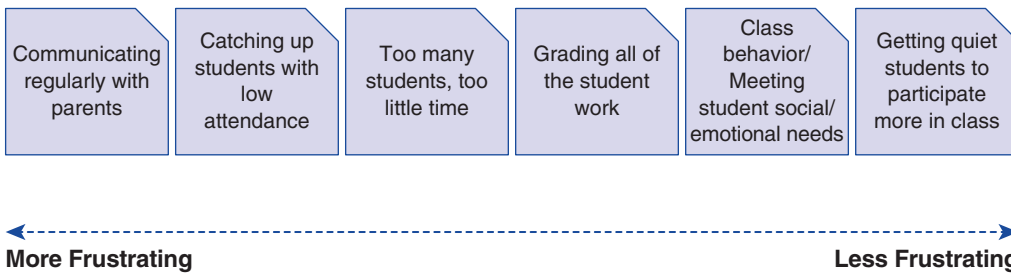 Communicating
regularly with
parents
Catching up
students with
low
attendance
Too many
students, too
little time
Grading all of
the student
work
Class
behavior/
Meeting
student social/
emotional needs
Getting quiet
students to
participate
more in class
More Frustrating
Less Frustrating